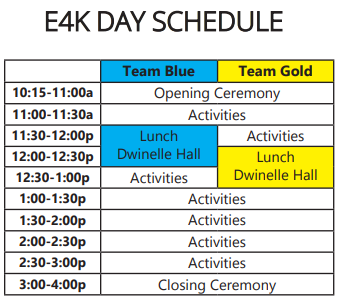 E4K DAY SCHEDULE
Team Blue Team Gold
10:15-11:00a Opening Ceremony
11:00-11:30a Activities
11:30-12:00p Lunch Activities
12:00-12:30p Dwinelle Hall Lunch
12:30-1:00p Activities Dwinelle Hall
1:00-1:30p Activities
1:30-2:00p Activities
2:00-2:30p Activities
2:30-3:00p Activities
3:00-4:00p Closing Ceremony